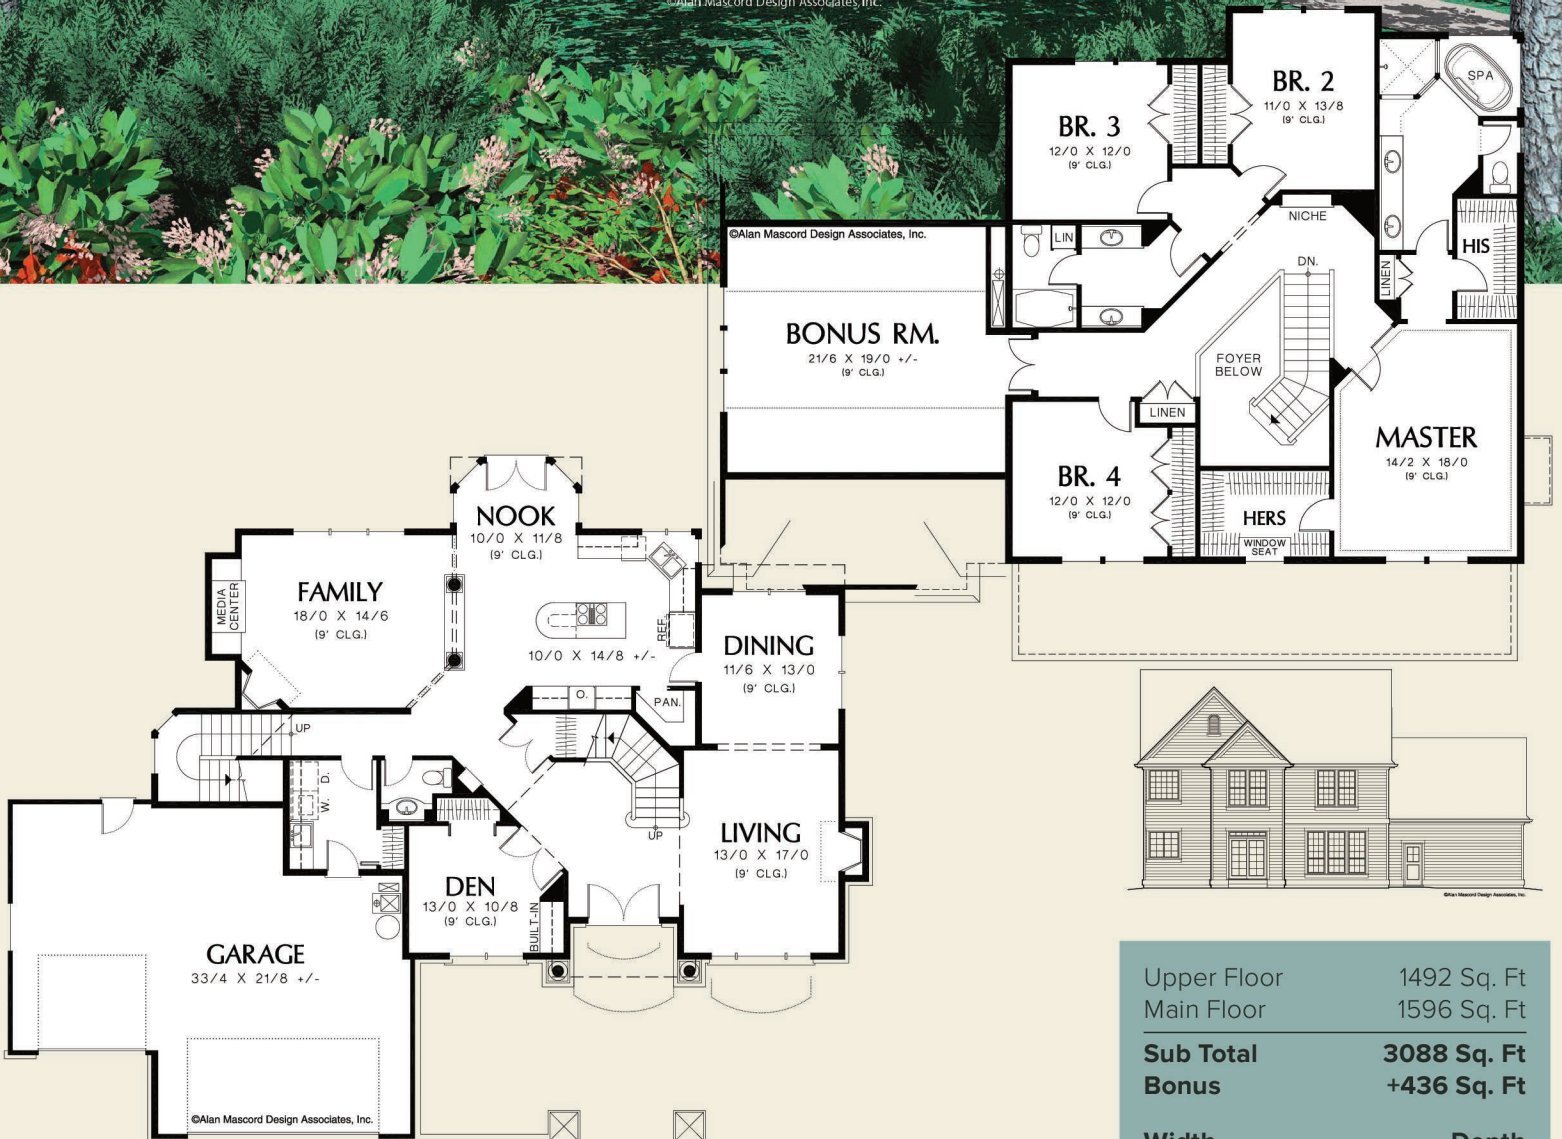 ©Alan Mascord Design Associates, Inc.
BR. 2
11/0 X 13/8
(9' CLG.)
SPA
BR. 3
12/0 X 12/0
(9' CLG.)
NICHE
HIS
LIN
LINEN
DN.
©Alan Mascord Design Associates, Inc.
BONUS RM.
21/6 X 19/0 +/-
(9' CLG.)
FOYER
BELOW
LINEN
MASTER
14/2 X 18/0
(9' CLG.)
BR. 4
12/0 X 12/0
(9' CLG.)
HERS
WINDOW
SEAT
NOOK
10/0 X 11/8
(9' CLG.)
FAMILY
18/0 X 14/6
(9' CLG.)
MEDIA
CENTER
REF.
10/0 X 14/8 +/-
DINING
11/6 X 13/0
(9' CLG.)
O.
PAN.
UP
W. D.
UP
LIVING
13/0 X 17/0
(9' CLG.)
DEN
13/0 X 10/8
(9' CLG.)
BUILT-IN
GARAGE
33/4 X 21/8 +/-
©Alan Mascord Design Associates, Inc.
©Alan Mascord Design Associates, Inc.
Upper Floor 1492 Sq. Ft
Main Floor 1596 Sq. Ft
Sub Total 3088 Sq. Ft
Bonus +436 Sq. Ft
Width Depth